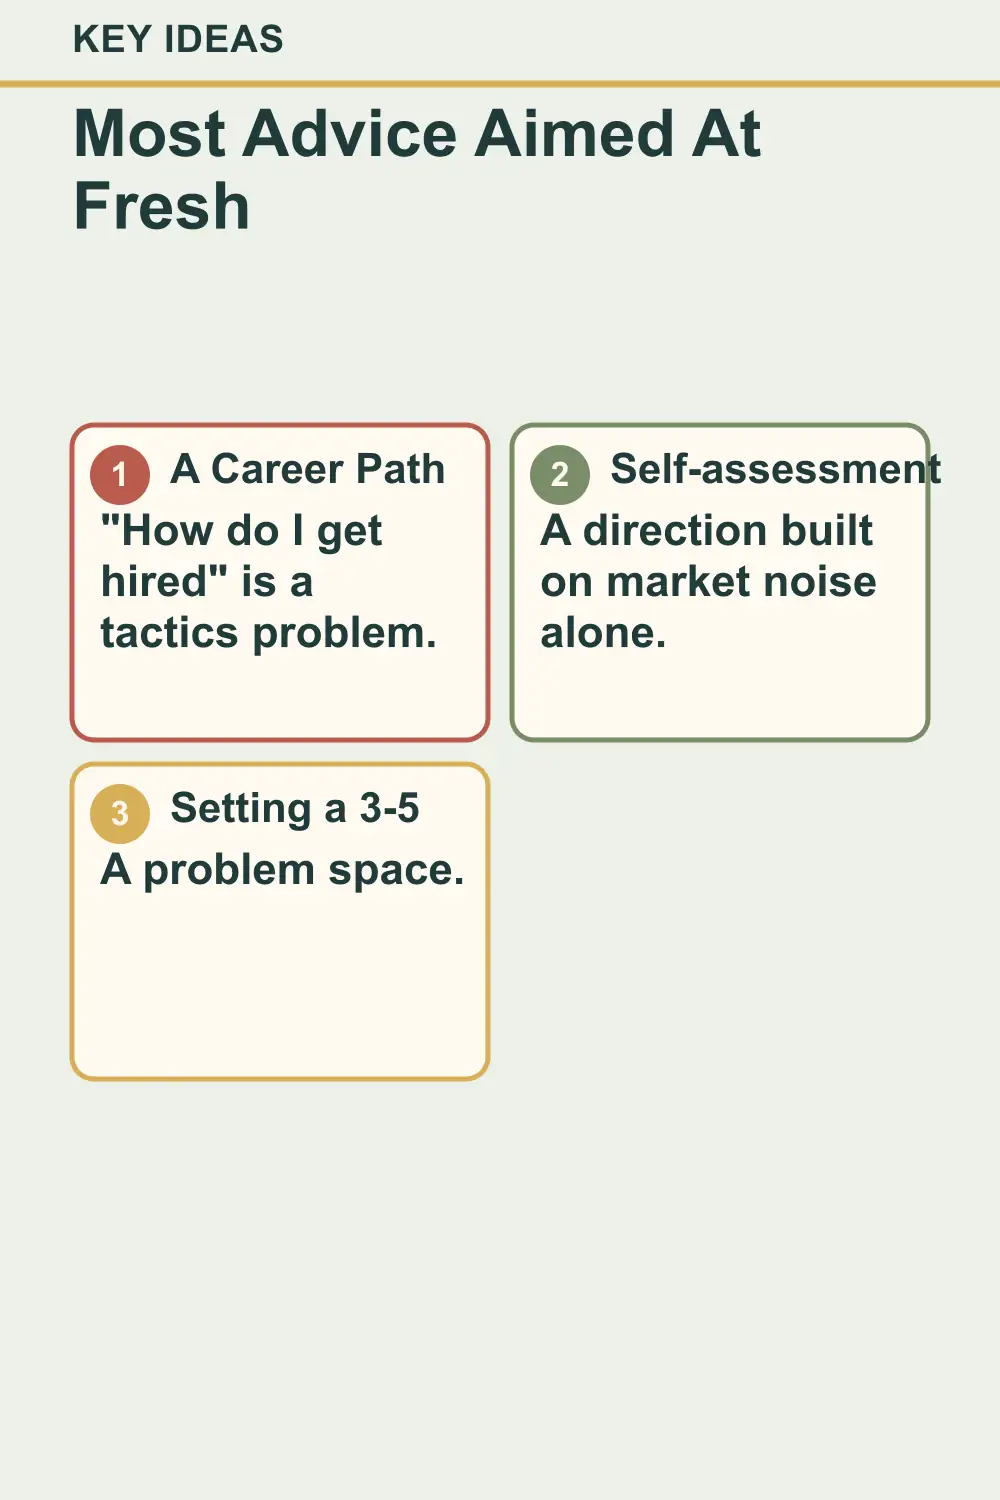 KEY IDEAS
Most Advice Aimed At
Fresh
1 A Career Path
"How do I get
hired" is a
tactics problem.
2 Self-assessment
A direction built
on market noise
alone.
3 Setting a 3-5
A problem space.